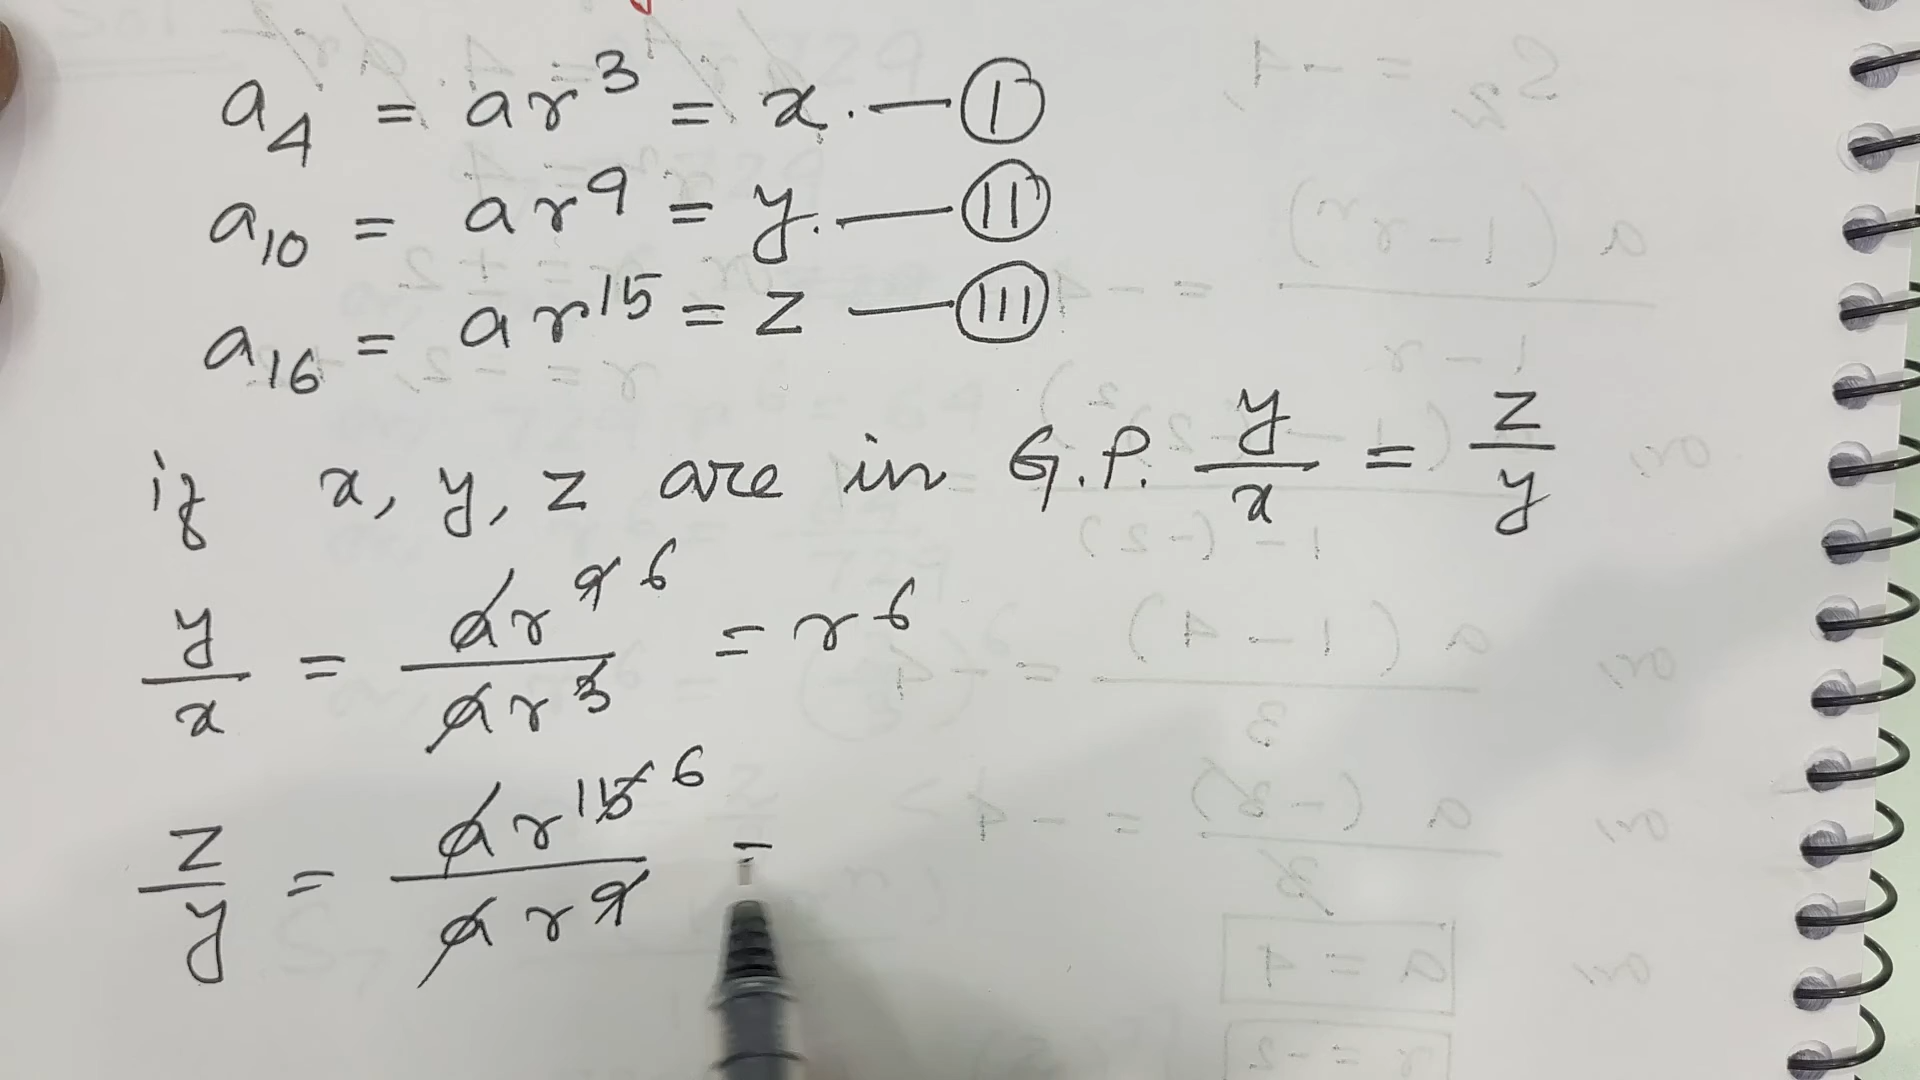 a₄ = ar³ = x. — I
a₁₀ = ar⁹ = y. — II
a₁₆ = ar¹⁵ = z — III
if x, y, z are in G.P. y/x = z/y
y/x = ar⁹ 6 / ar³ = r⁶
z/y = ar¹⁵ 6 / ar⁹ =